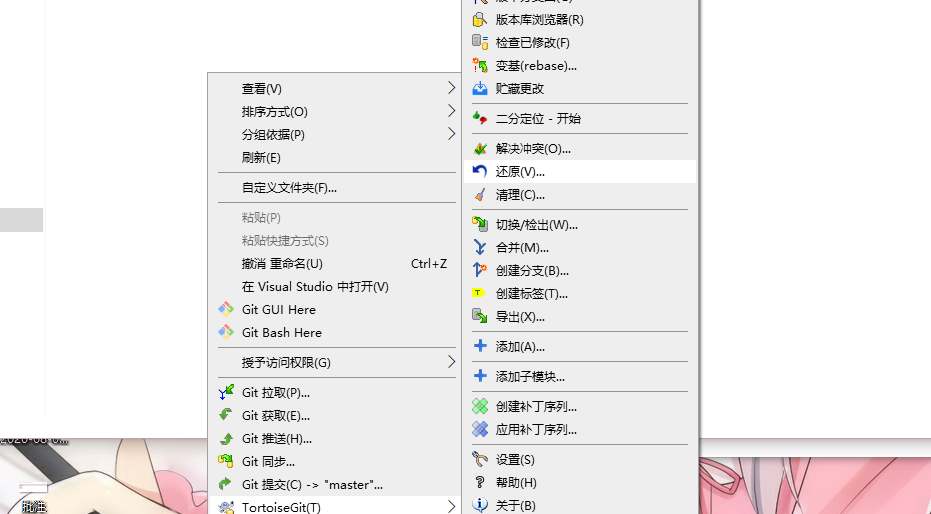 查看(V)
排序方式(O)
分组依据(P)
刷新(E)
自定义文件夹(F)...
粘贴(P)
粘贴快捷方式(S)
撤消 重命名(U) Ctrl+Z
在 Visual Studio 中打开(V)
Git GUI Here
Git Bash Here
授予访问权限(G)
Git 拉取(P)...
Git 获取(E)...
Git 推送(H)...
Git 同步...
Git 提交(C) -> "master"...
TortoiseGit(T)
版本库浏览器(R)
检查已修改(F)
变基(rebase)...
贮藏更改
二分定位 - 开始
解决冲突(O)...
还原(V)...
清理(C)...
切换/检出(W)...
合并(M)...
创建分支(B)...
创建标签(T)...
导出(X)...
添加(A)...
添加子模块...
创建补丁序列...
应用补丁序列...
设置(S)
帮助(H)
关于(B)
批注